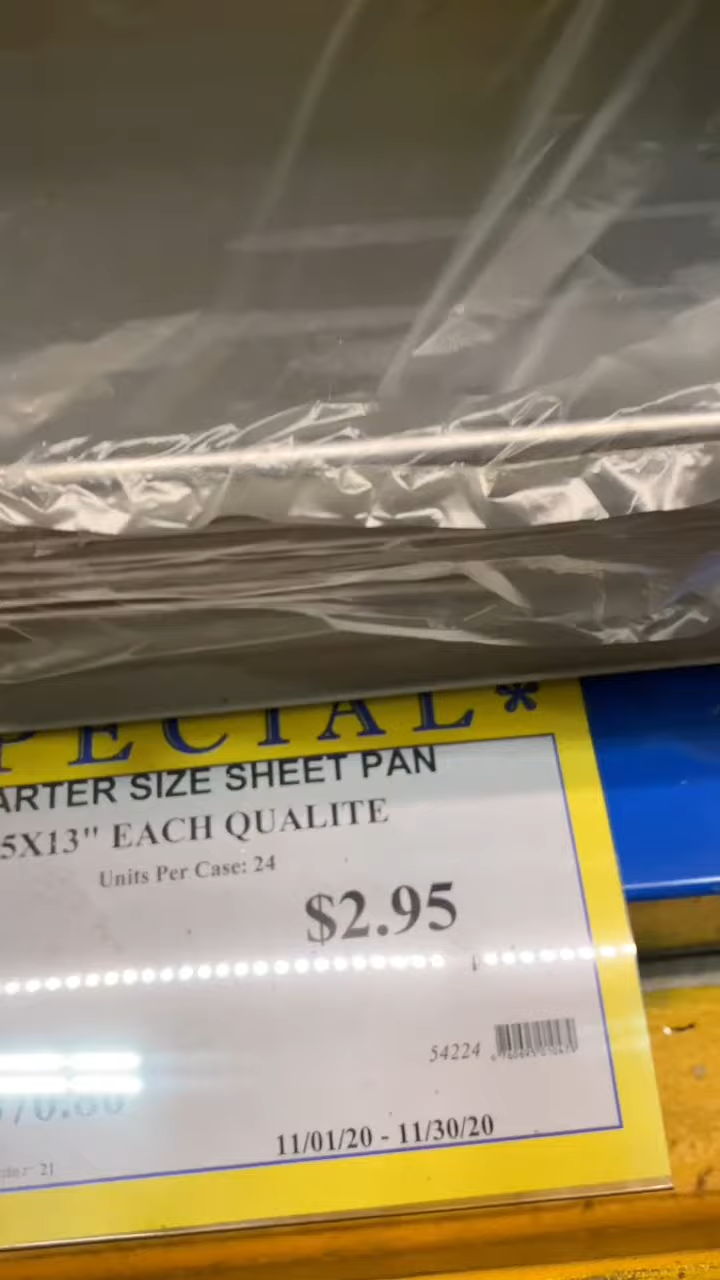 PECIAL*
ARTER SIZE SHEET PAN
5X13" EACH QUALITE
Units Per Case: 24
$2.95
54224
11/01/20 - 11/30/20
21